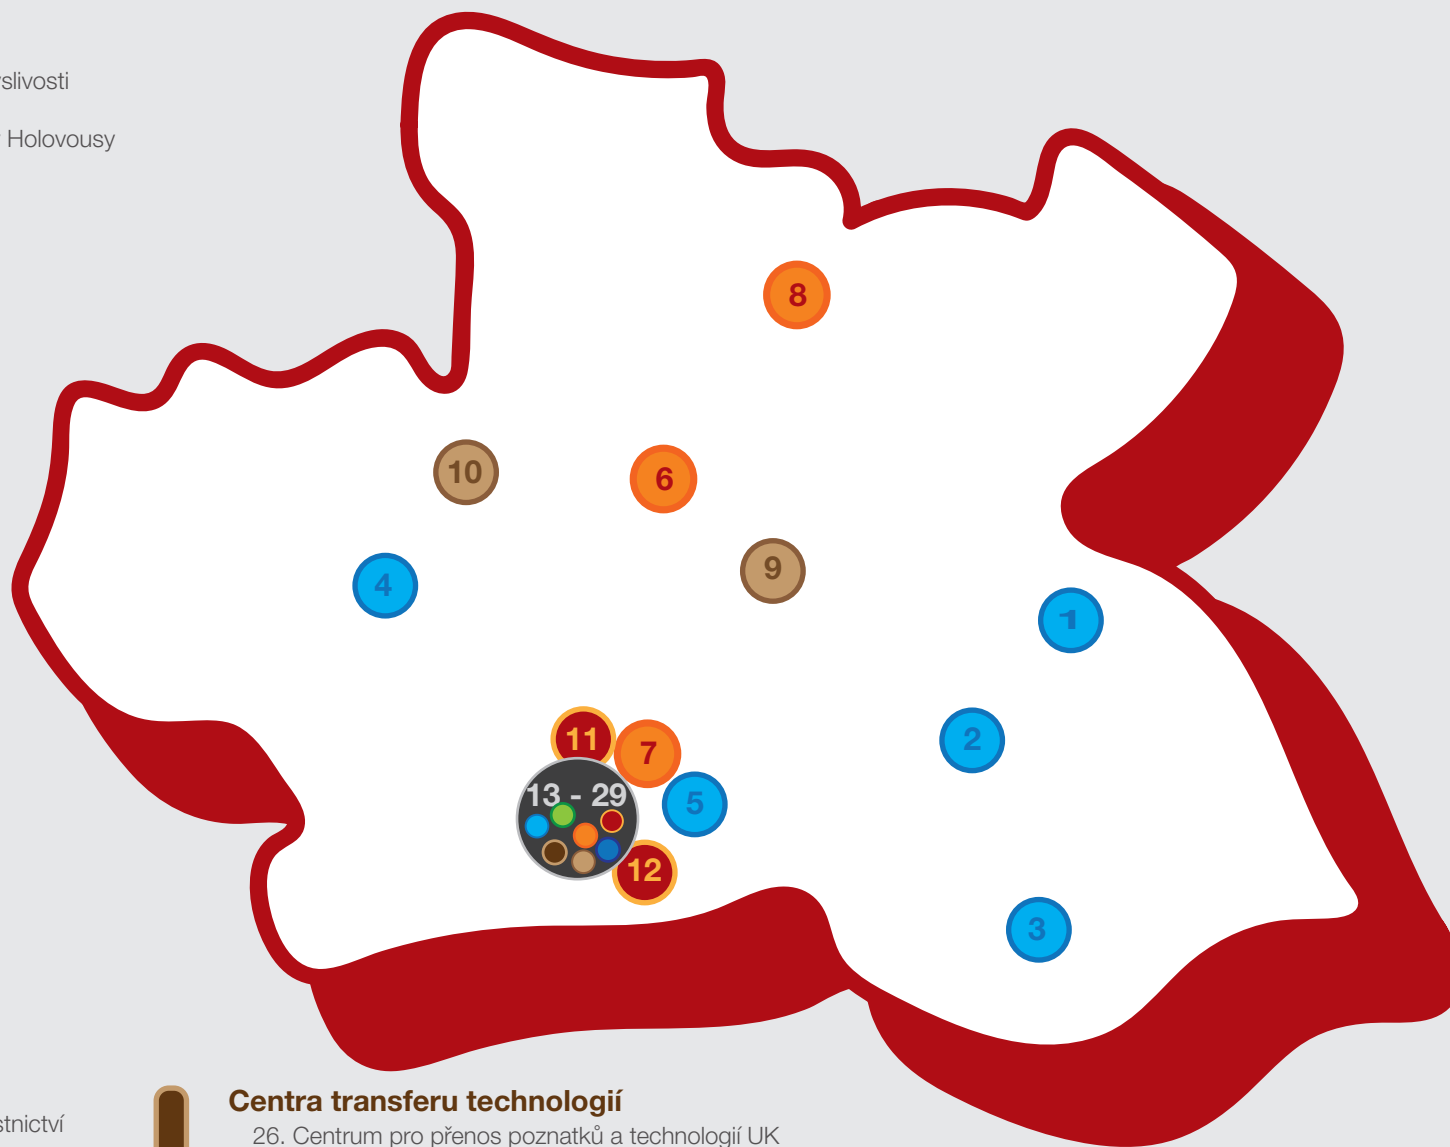 slivosti
Holovousy
8
10
6
9
4
1
2
11
7
13 - 29
5
12
3
Centra transferu technologií
stnictví
26. Centrum pro přenos poznatků a technologií UK